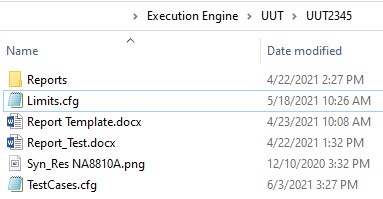 Execution Engine > UUT > UUT2345
Name Date modified
Reports 4/22/2021 2:27 PM
Limits.cfg 5/18/2021 10:26 AM
Report Template.docx 4/23/2021 10:08 AM
Report_Test.docx 4/22/2021 1:32 PM
Syn_Res NA8810A.png 12/10/2020 3:32 PM
TestCases.cfg 6/3/2021 3:27 PM